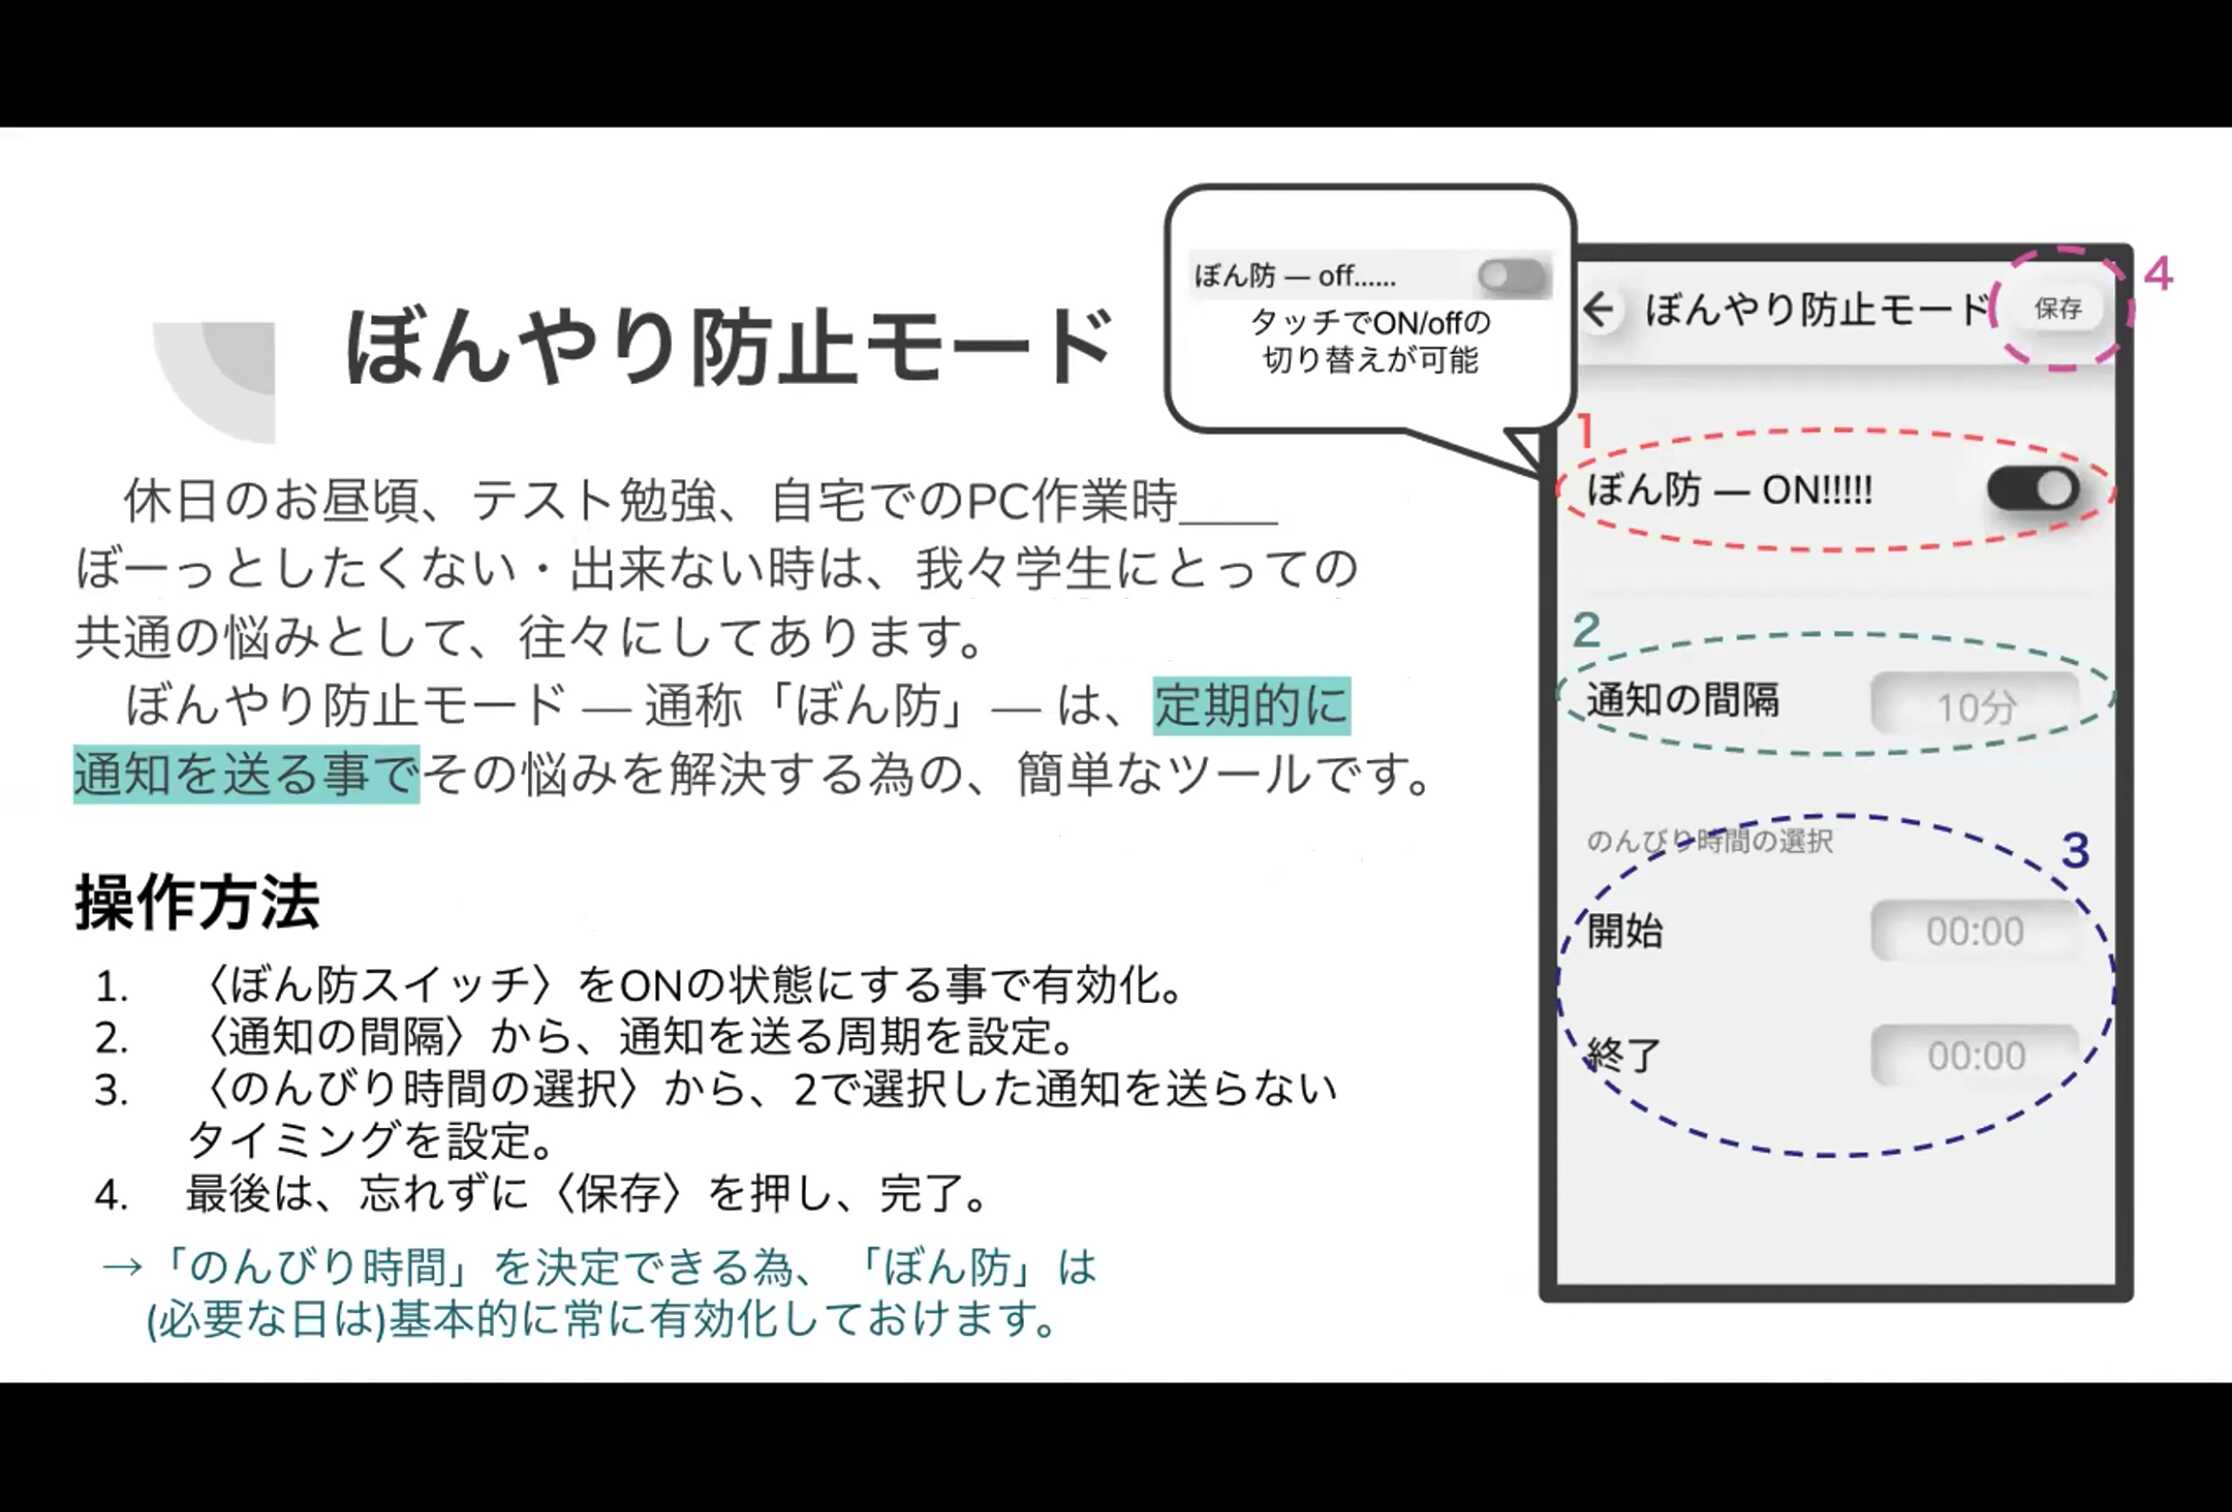 ぼんやり防止モード
休日のお昼頃、テスト勉強、自宅でのPC作業時____
ぼーっとしたくない・出来ない時は、我々学生にとっての
共通の悩みとして、往々にしてあります。
ぼんやり防止モード — 通称「ぼん防」— は、定期的に
通知を送る事でその悩みを解決する為の、簡単なツールです。
操作方法
1. 〈ぼん防スイッチ〉をONの状態にする事で有効化。
2. 〈通知の間隔〉から、通知を送る周期を設定。
3. 〈のんびり時間の選択〉から、2で選択した通知を送らない
タイミングを設定。
4. 最後は、忘れずに〈保存〉を押し、完了。
→「のんびり時間」を決定できる為、「ぼん防」は
(必要な日は)基本的に常に有効化しておけます。
ぼん防 — off......
タッチでON/offの
切り替えが可能
← ぼんやり防止モード 保存
4
1
ぼん防 — ON!!!!!
2
通知の間隔 10分
のんびり時間の選択
3
開始 00:00
終了 00:00